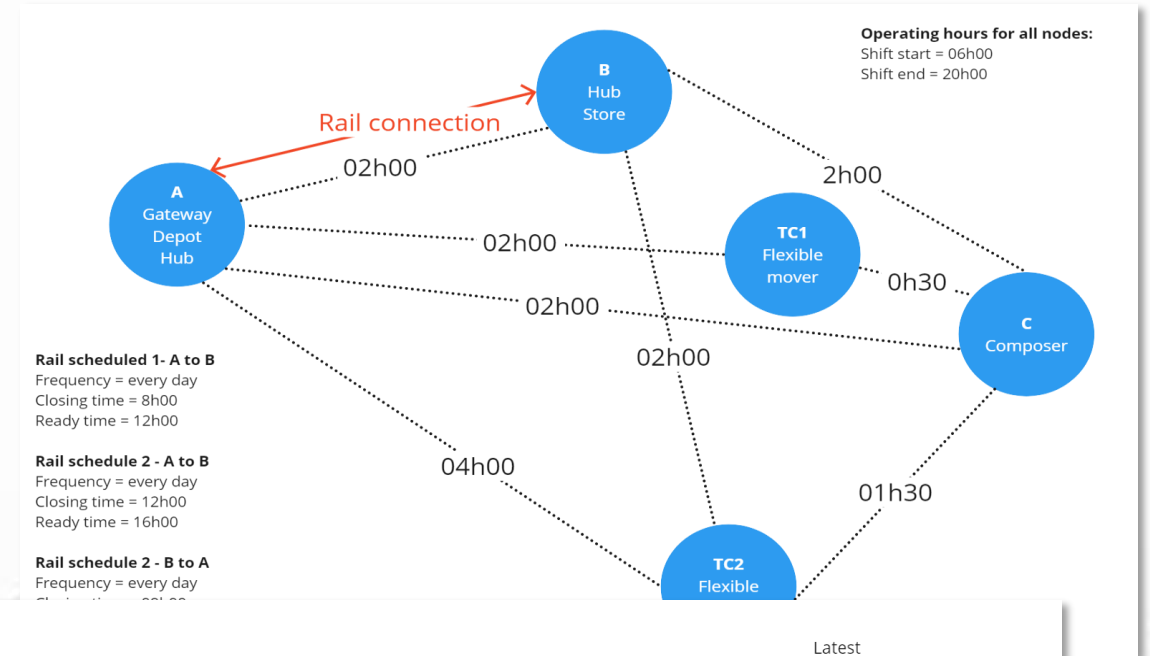 Operating hours for all nodes:
Shift start = 06h00
Shift end = 20h00
B
Hub
Store
Rail connection
02h00
2h00
A
Gateway
Depot
Hub
TC1
Flexible
mover
02h00
0h30
02h00
C
Composer
02h00
Rail scheduled 1- A to B
Frequency = every day
Closing time = 8h00
Ready time = 12h00
04h00
Rail schedule 2 - A to B
Frequency = every day
Closing time = 12h00
Ready time = 16h00
01h30
Rail schedule 2 - B to A
Frequency = every day
TC2
Flexible
Latest